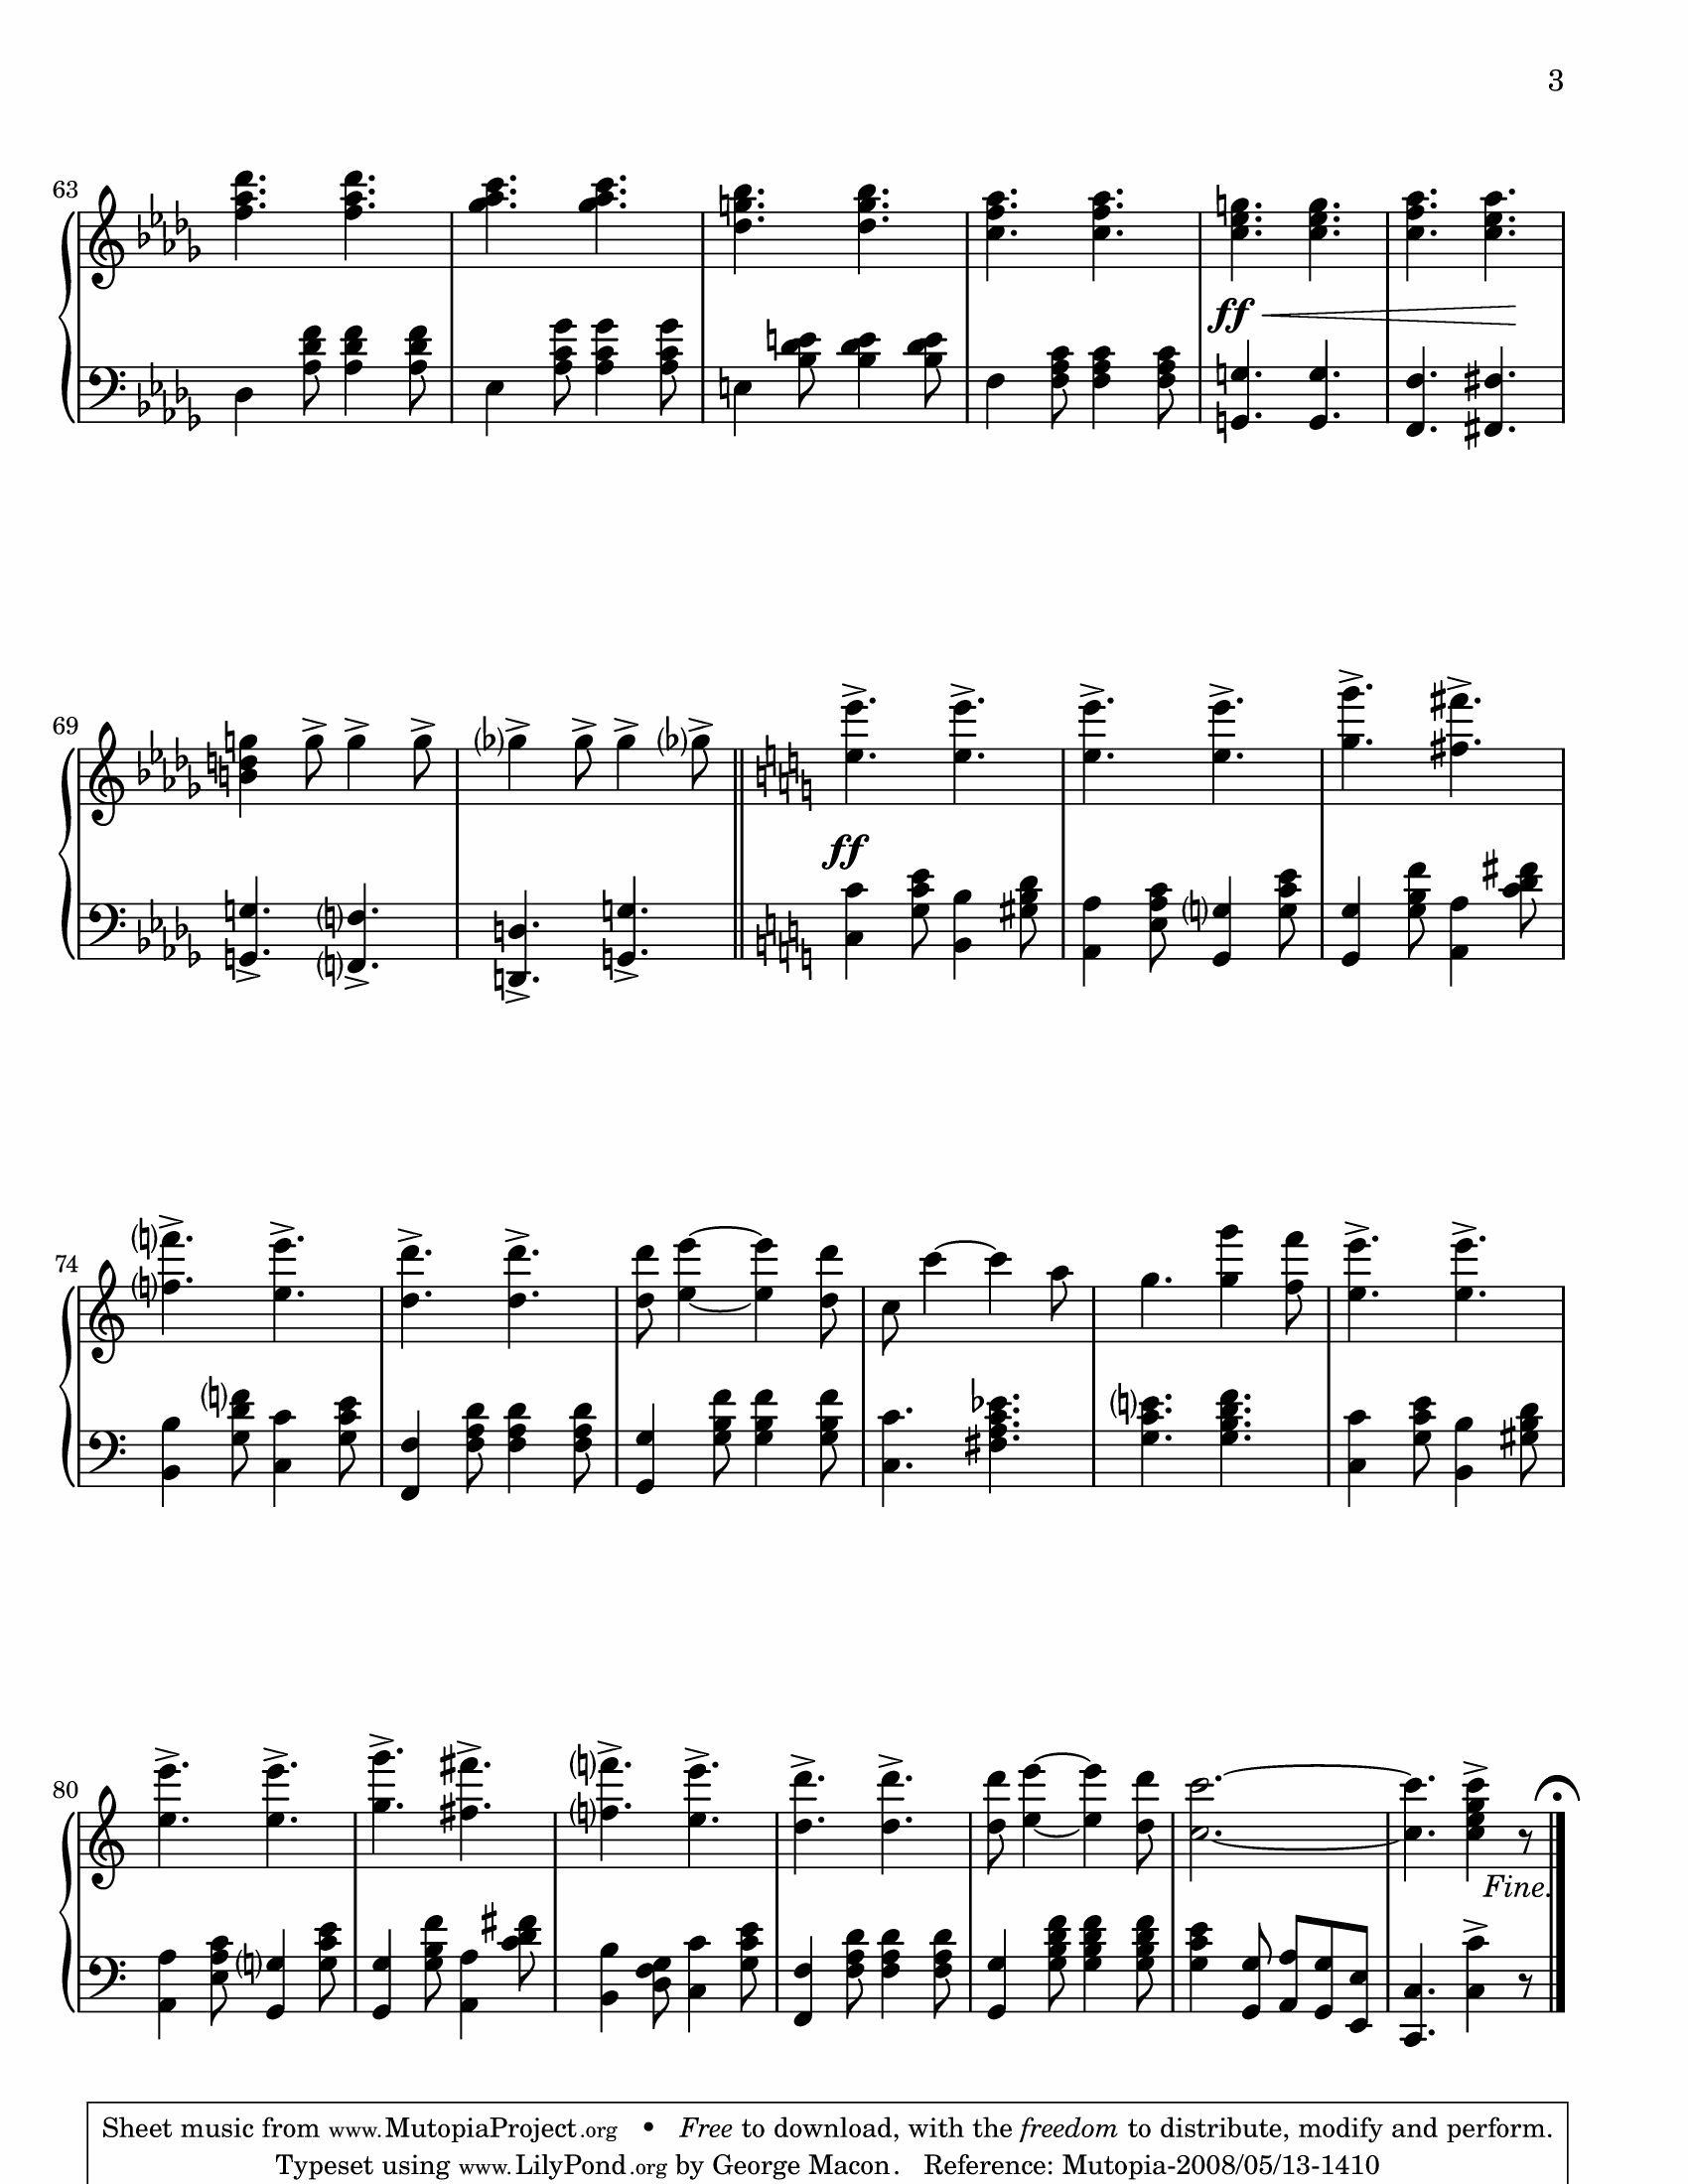 3
63
ff
69
ff
74
80
Fine.
Sheet music from www.MutopiaProject.org • Free to download, with the freedom to distribute, modify and perform.
Typeset using www.LilyPond.org by George Macon. Reference: Mutopia-2008/05/13-1410